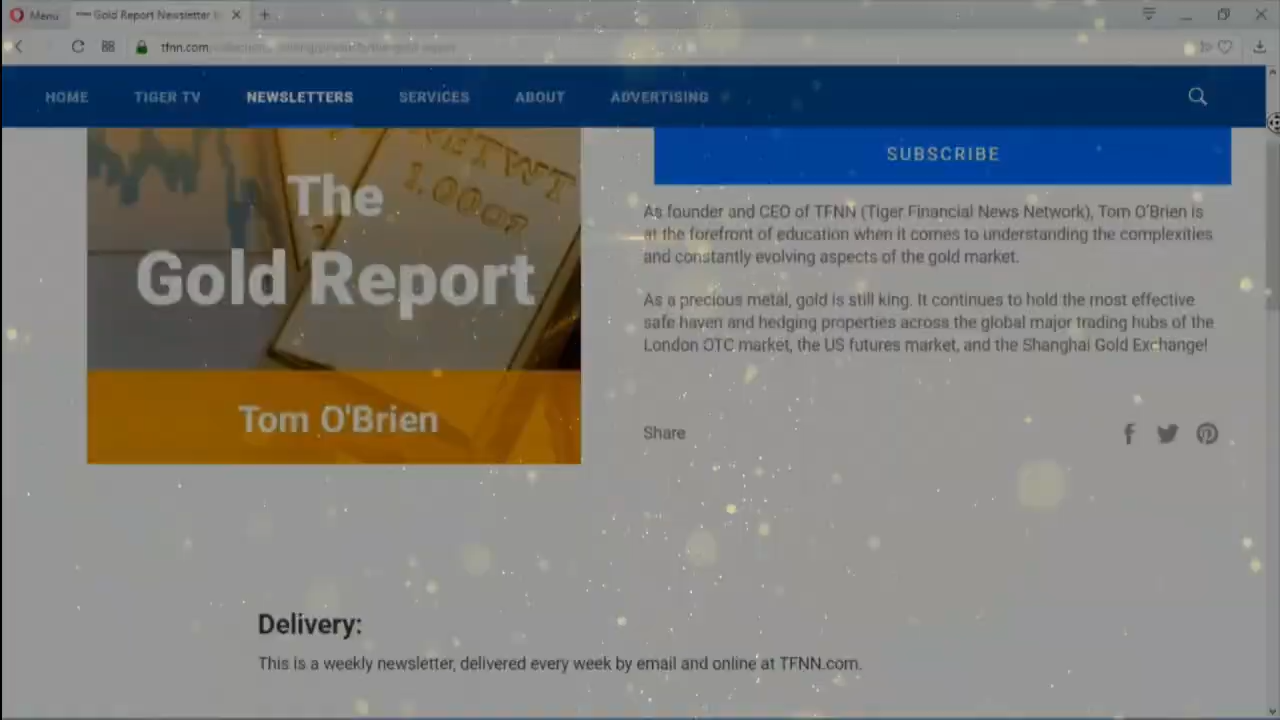 Menu
Gold Report Newsletter
tfnn.com
HOME TIGER TV NEWSLETTERS SERVICES ABOUT ADVERTISING
SUBSCRIBE
The
Gold Report
Tom O'Brien
As founder and CEO of TFNN (Tiger Financial News Network), Tom O'Brien is
at the forefront of education when it comes to understanding the complexities
and constantly evolving aspects of the gold market.
As a precious metal, gold is still king. It continues to hold the most effective
safe haven and hedging properties across the global major trading hubs of the
London OTC market, the US futures market, and the Shanghai Gold Exchange!
Share
Delivery:
This is a weekly newsletter, delivered every week by email and online at TFNN.com.